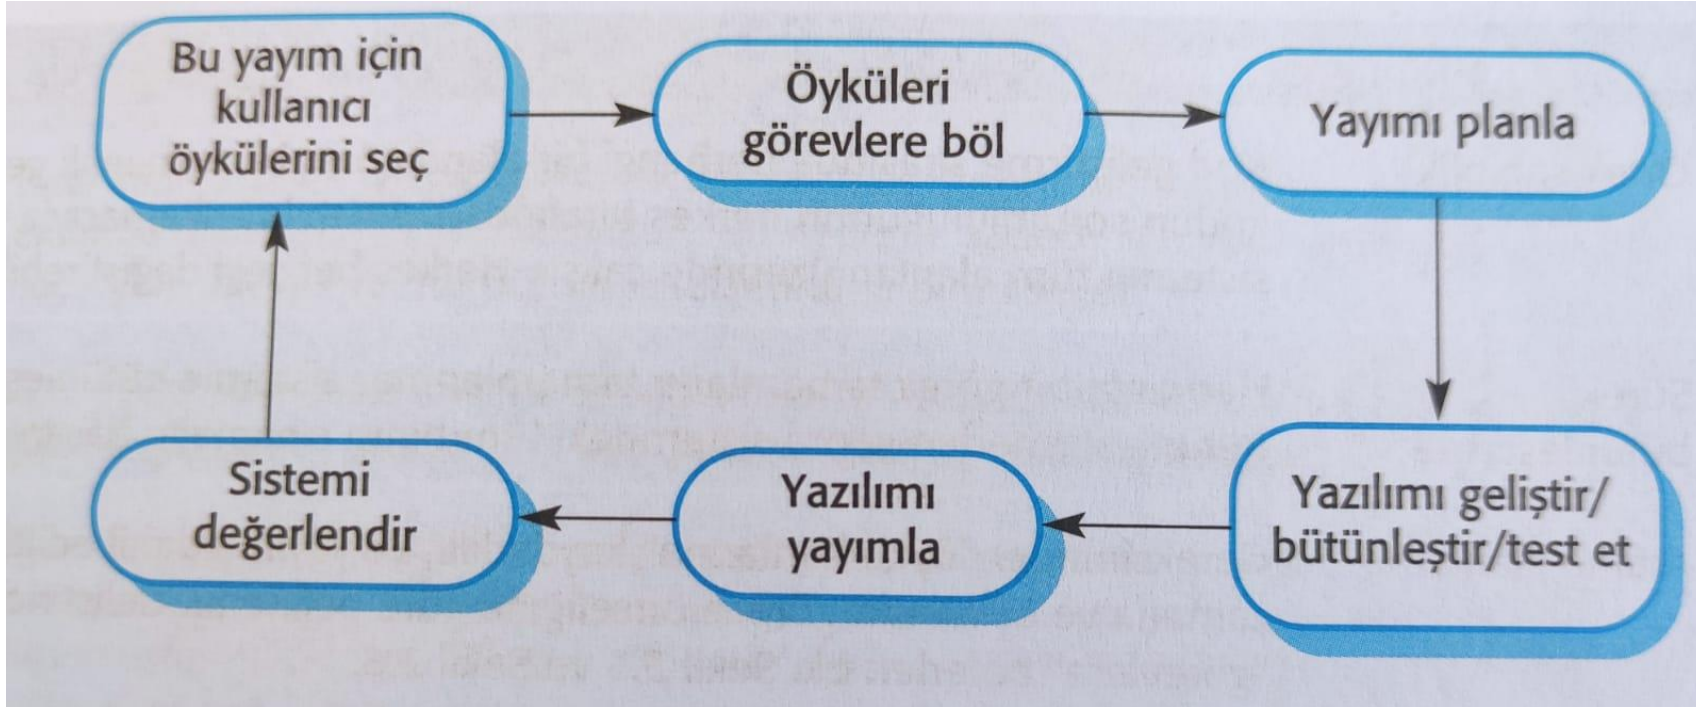 Bu yayım için
kullanıcı
öykülerini seç
Öyküleri
görevlere böl
Yayımı planla
Yazılımı geliştir/
bütünleştir/test et
Yazılımı
yayımla
Sistemi
değerlendir